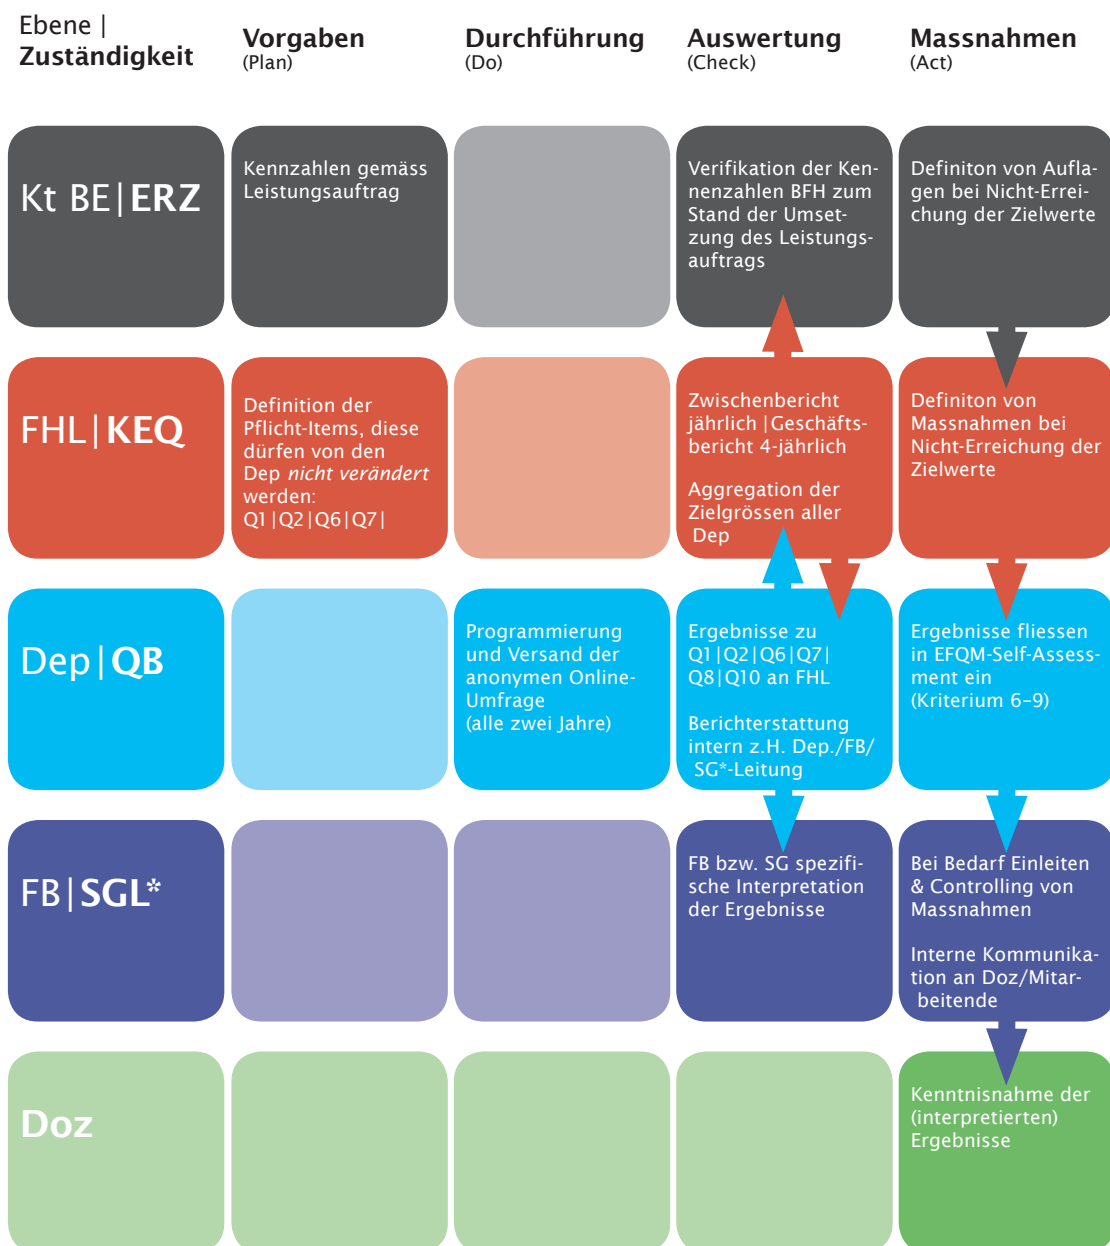 Ebene |
Zuständigkeit
Vorgaben
(Plan)
Durchführung
(Do)
Auswertung
(Check)
Massnahmen
(Act)
Kt BE|ERZ
Kennzahlen gemäss
Leistungsauftrag
Verifikation der Ken-
nenzahlen BFH zum
Stand der Umset-
zung des Leistungs-
auftrags
Definiton von Aufla-
gen bei Nicht-Errei-
chung der Zielwerte
FHL|KEQ
Definition der
Pflicht-Items, diese
dürfen von den
Dep nicht verändert
werden:
Q1|Q2|Q6|Q7|
Zwischenbericht
jährlich|Geschäfts-
bericht 4-jährlich
Aggregation der
Zielgrössen aller
Dep
Definiton von
Massnahmen bei
Nicht-Erreichung der
Zielwerte
Dep|QB
Programmierung
und Versand der
anonymen Online-
Umfrage
(alle zwei Jahre)
Ergebnisse zu
Q1|Q2|Q6|Q7|
Q8|Q10 an FHL
Berichterstattung
intern z.H. Dep./FB/
SG*-Leitung
Ergebnisse fliessen
in EFQM-Self-Assess-
ment ein
(Kriterium 6–9)
FB|SGL*
FB bzw. SG spezifi-
sche Interpretation
der Ergebnisse
Bei Bedarf Einleiten
& Controlling von
Massnahmen
Interne Kommunika-
tion an Doz/Mitar-
beitende
Doz
Kenntnisnahme der
(interpretierten)
Ergebnisse